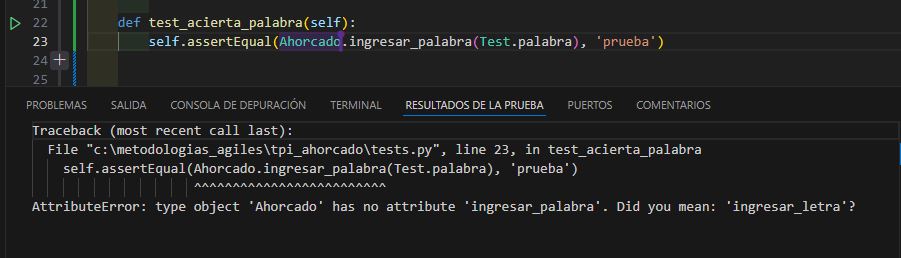 21
22 def test_acierta_palabra(self):
23 self.assertEqual(Ahorcado.ingresar_palabra(Test.palabra), 'prueba')
24
25
PROBLEMAS SALIDA CONSOLA DE DEPURACIÓN TERMINAL RESULTADOS DE LA PRUEBA PUERTOS COMENTARIOS
Traceback (most recent call last):
File "c:\metodologias_agiles\tpi_ahorcado\tests.py", line 23, in test_acierta_palabra
self.assertEqual(Ahorcado.ingresar_palabra(Test.palabra), 'prueba')
^^^^^^^^^^^^^^^^^^^^^^^^^
AttributeError: type object 'Ahorcado' has no attribute 'ingresar_palabra'. Did you mean: 'ingresar_letra'?